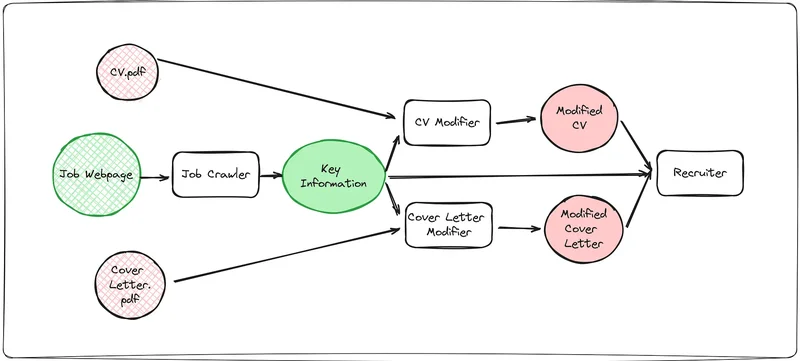 CV.pdf
CV Modifier
Modified
CV
Job Webpage
Job Crawler
Key
Information
Recruiter
Cover Letter
Modifier
Modified
Cover
Letter
Cover
Letter.
pdf